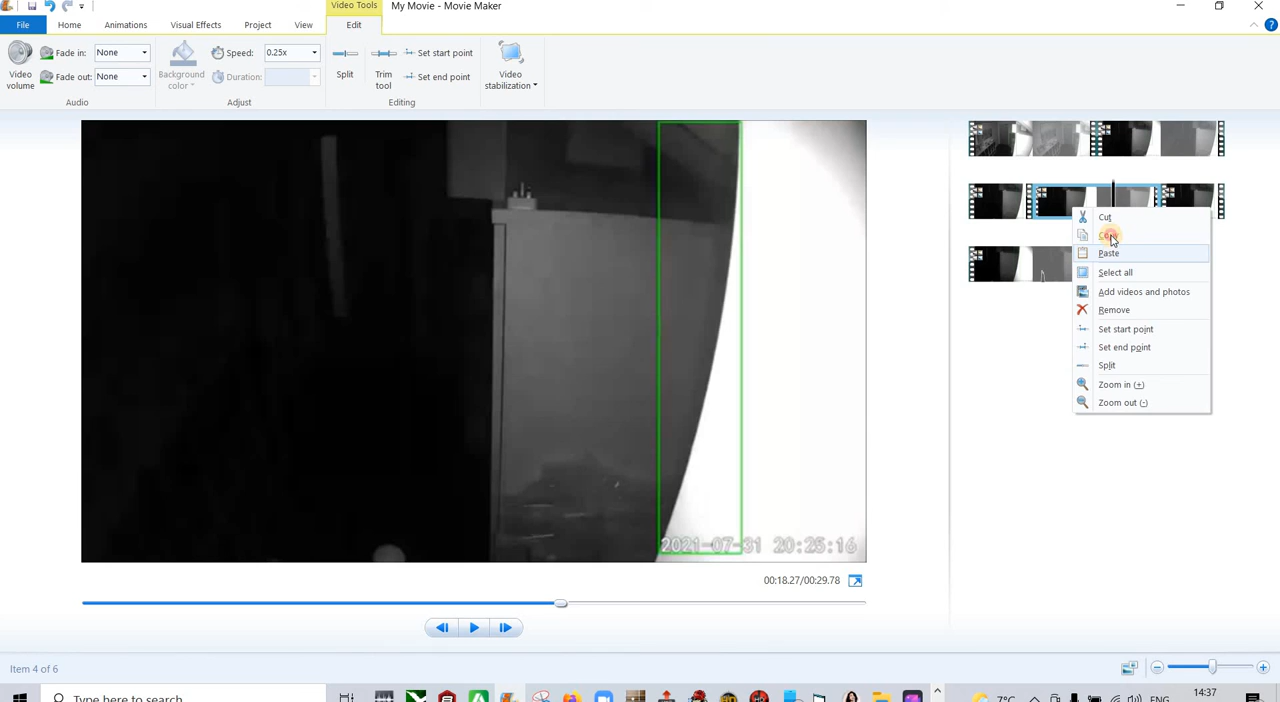 Video Tools
My Movie - Movie Maker
File
Home
Animations
Visual Effects
Project
View
Edit
Video volume
Fade in: None
Fade out: None
Audio
Background color
Speed: 0.25x
Duration:
Adjust
Split
Trim tool
Set start point
Set end point
Editing
Video stabilization
2021-07-31 20:25:16
00:18.27/00:29.78
Cut
Copy
Paste
Select all
Add videos and photos
Remove
Set start point
Set end point
Split
Zoom in (+)
Zoom out (-)
Item 4 of 6
Type here to search
7°C
ENG
14:37